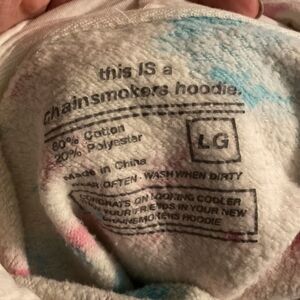 this IS a
chainsmokers hoodie.
80% Cotton
20% Polyester
LG
Made in China
WEAR OFTEN - WASH WHEN DIRTY
CONGRATS ON LOOKING COOLER
YOUR FRIENDS IN YOUR NEW
CHAINSMOKERS HOODIE